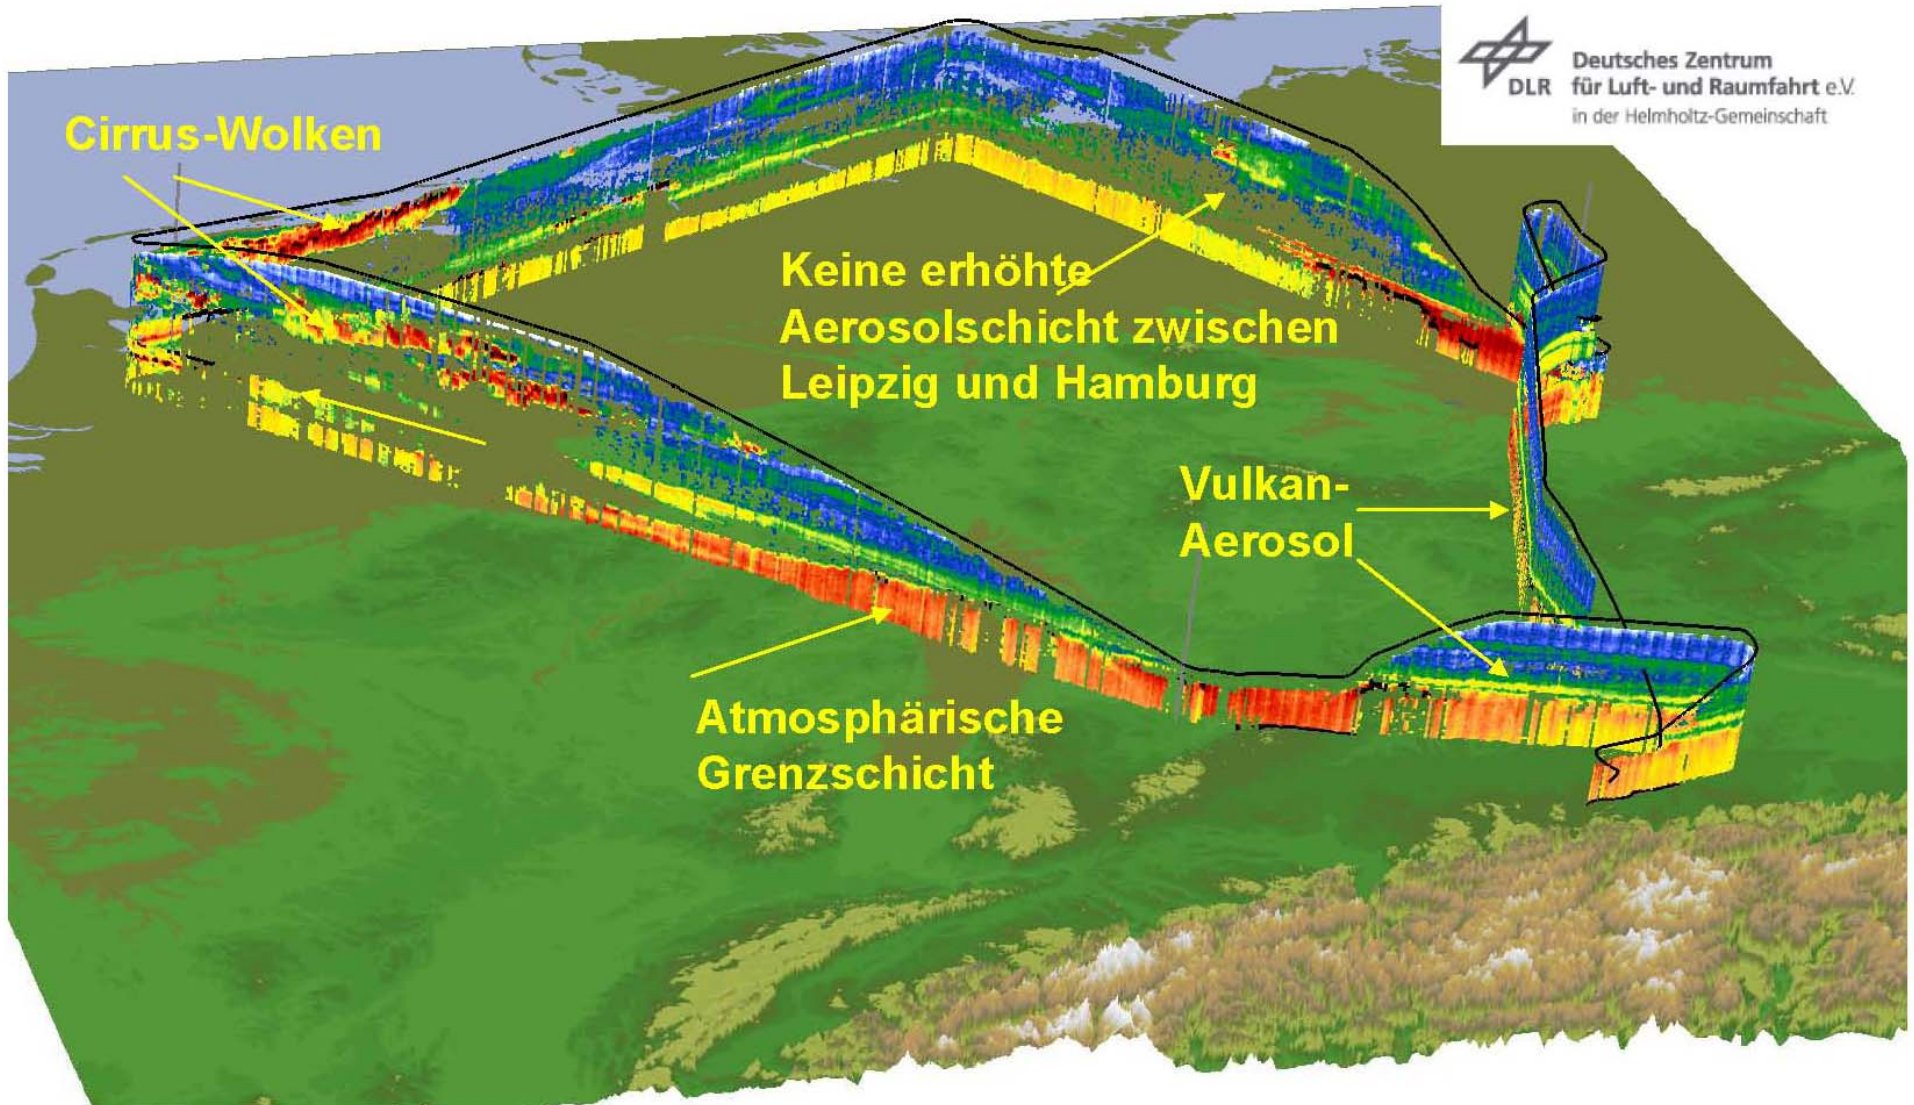 Deutsches Zentrum
DLR für Luft- und Raumfahrt e.V.
in der Helmholtz-Gemeinschaft
Cirrus-Wolken
Keine erhöhte
Aerosolschicht zwischen
Leipzig und Hamburg
Vulkan-
Aerosol
Atmosphärische
Grenzschicht